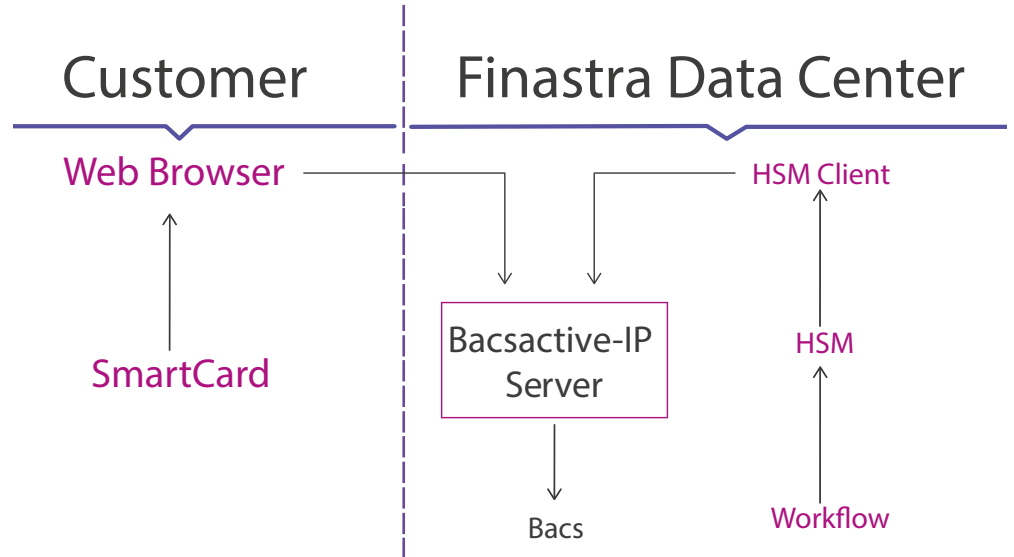 Customer
Finastra Data Center
Web Browser
HSM Client
Bacsactive-IP
Server
HSM
SmartCard
Bacs
Workflow